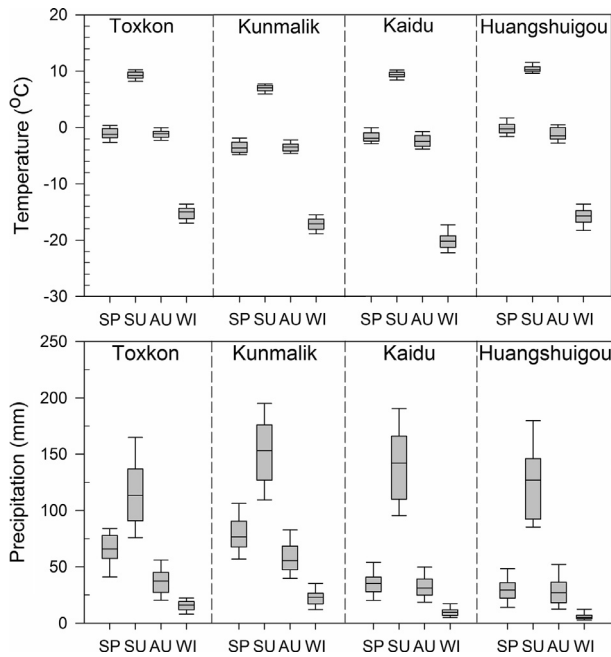 20
10
0
-10
-20
-30
Temperature (°C)
Toxkon Kunmalik Kaidu Huangshuigou
SP SU AU WI SP SU AU WI SP SU AU WI SP SU AU WI
250
200
150
100
50
0
Precipitation (mm)
Toxkon Kunmalik Kaidu Huangshuigou
SP SU AU WI SP SU AU WI SP SU AU WI SP SU AU WI